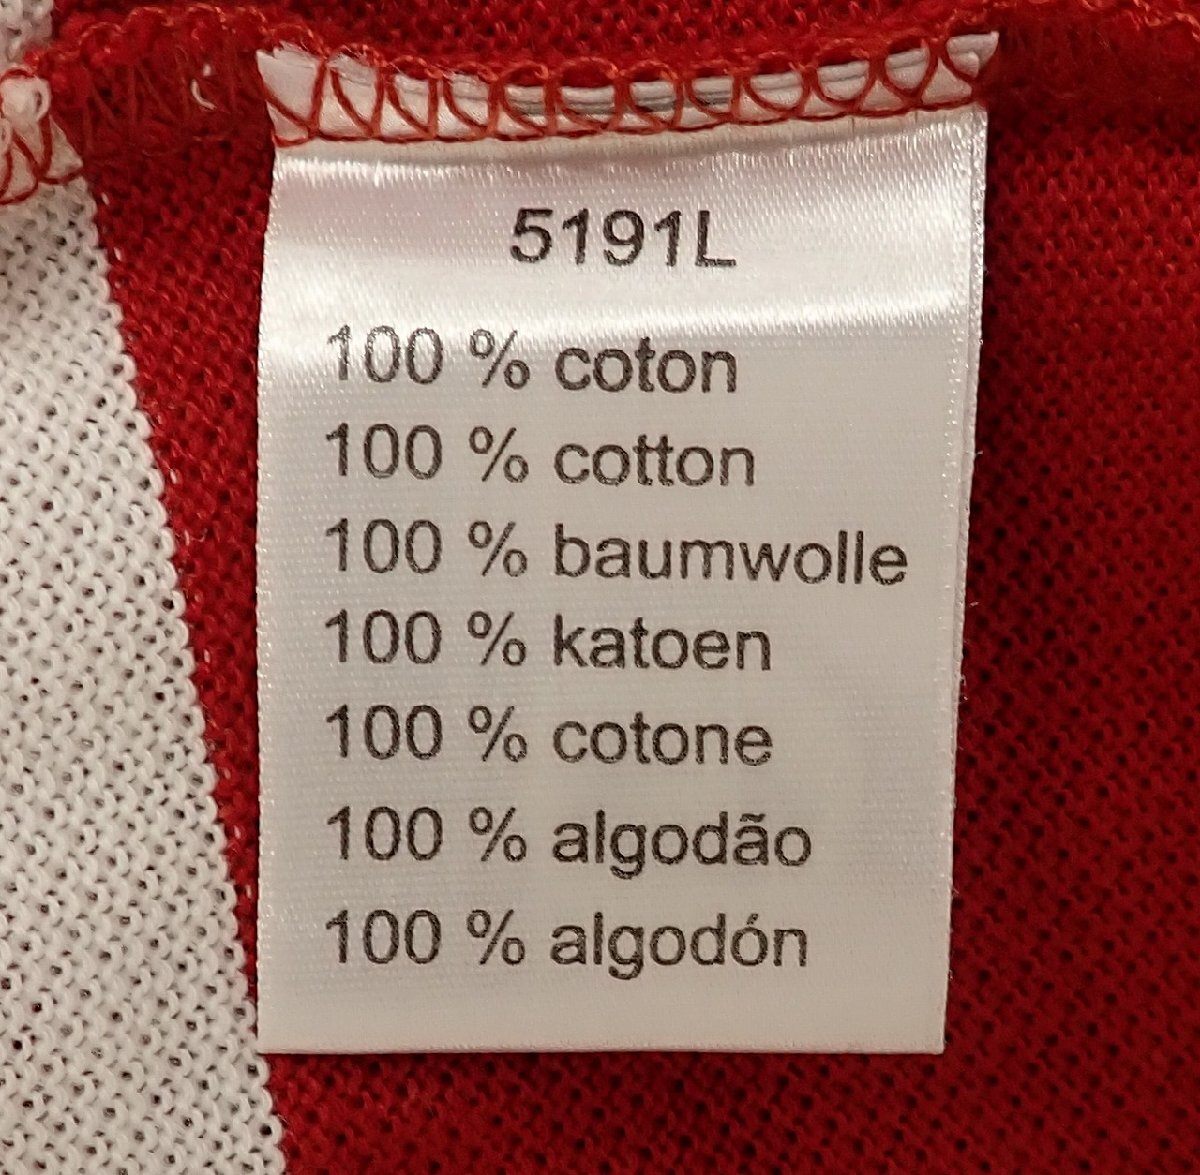 5191L
100 % coton
100 % cotton
100 % baumwolle
100 % katoen
100 % cotone
100 % algodão
100 % algodón